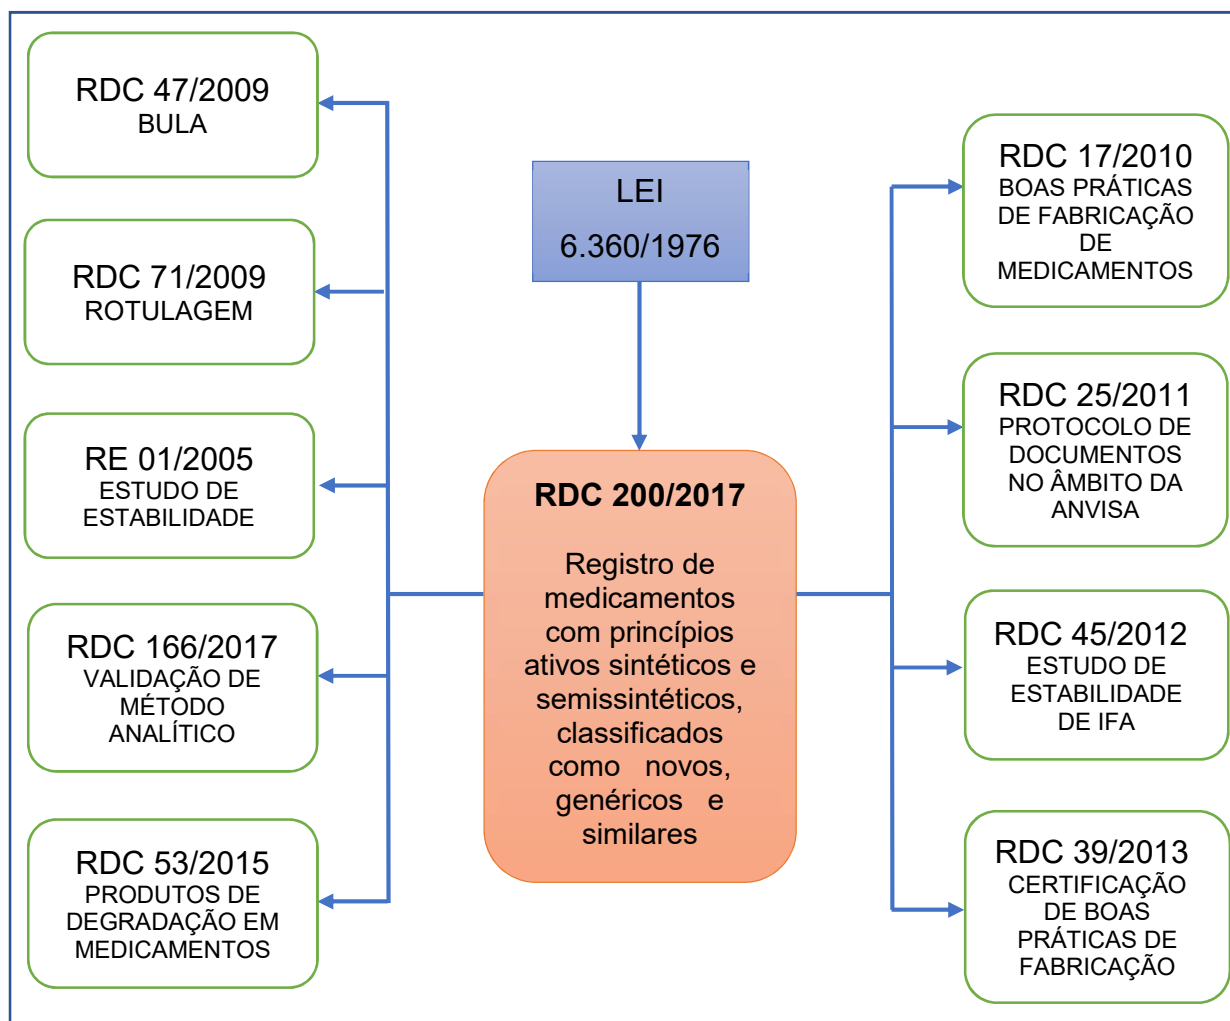 RDC 47/2009
BULA
RDC 71/2009
ROTULAGEM
RE 01/2005
ESTUDO DE
ESTABILIDADE
RDC 166/2017
VALIDAÇÃO DE
MÉTODO
ANALÍTICO
RDC 53/2015
PRODUTOS DE
DEGRADAÇÃO EM
MEDICAMENTOS
LEI
6.360/1976
RDC 200/2017
Registro de
medicamentos
com princípios
ativos sintéticos e
semissintéticos,
classificados
como novos,
genéricos e
similares
RDC 17/2010
BOAS PRÁTICAS
DE FABRICAÇÃO
DE
MEDICAMENTOS
RDC 25/2011
PROTOCOLO DE
DOCUMENTOS
NO ÂMBITO DA
ANVISA
RDC 45/2012
ESTUDO DE
ESTABILIDADE
DE IFA
RDC 39/2013
CERTIFICAÇÃO
DE BOAS
PRÁTICAS DE
FABRICAÇÃO